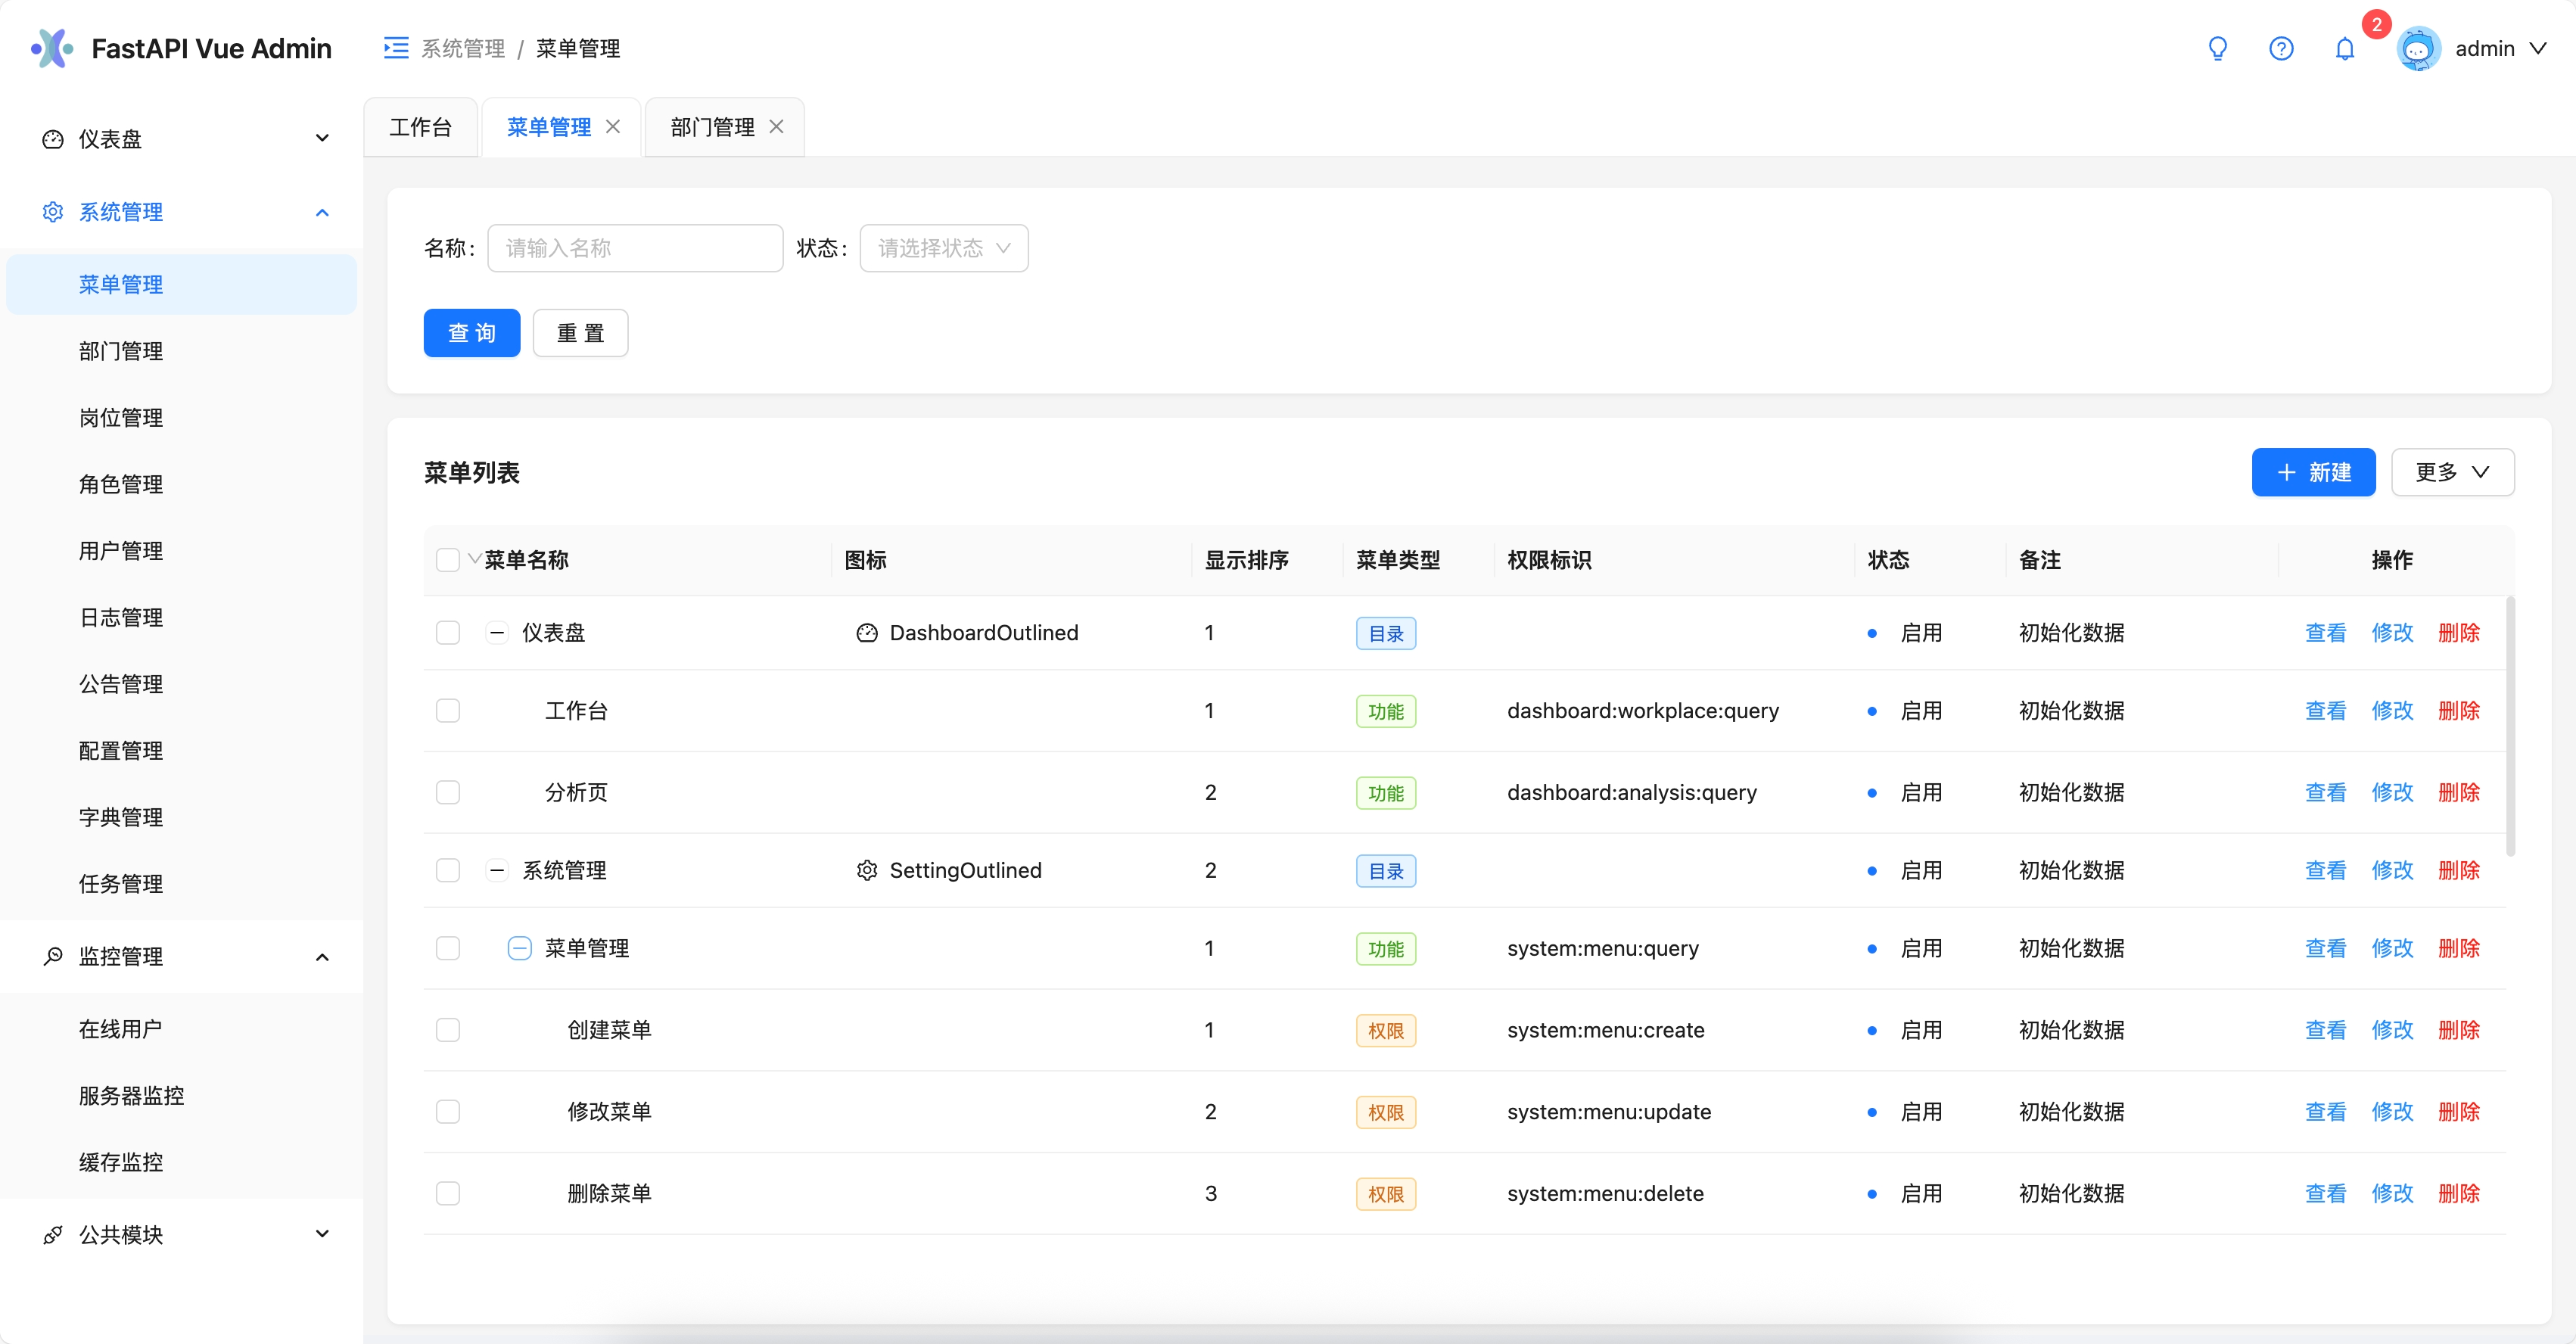 FastAPI Vue Admin
系统管理 / 菜单管理
2
admin
仪表盘
系统管理
菜单管理
部门管理
岗位管理
角色管理
用户管理
日志管理
公告管理
配置管理
字典管理
任务管理
监控管理
在线用户
服务器监控
缓存监控
公共模块
工作台 菜单管理 部门管理
名称: 请输入名称 状态: 请选择状态
查 询 重 置
菜单列表 新建 更多
菜单名称 图标 显示排序 菜单类型 权限标识 状态 备注 操作
仪表盘 DashboardOutlined 1 目录 启用 初始化数据 查看 修改 删除
工作台 1 功能 dashboard:workplace:query 启用 初始化数据 查看 修改 删除
分析页 2 功能 dashboard:analysis:query 启用 初始化数据 查看 修改 删除
系统管理 SettingOutlined 2 目录 启用 初始化数据 查看 修改 删除
菜单管理 1 功能 system:menu:query 启用 初始化数据 查看 修改 删除
创建菜单 1 权限 system:menu:create 启用 初始化数据 查看 修改 删除
修改菜单 2 权限 system:menu:update 启用 初始化数据 查看 修改 删除
删除菜单 3 权限 system:menu:delete 启用 初始化数据 查看 修改 删除